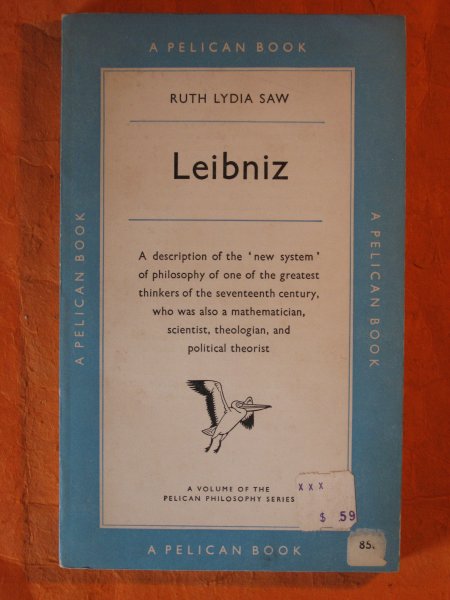 A PELICAN BOOK
RUTH LYDIA SAW
Leibniz
A description of the 'new system'
of philosophy of one of the greatest
thinkers of the seventeenth century,
who was also a mathematician,
scientist, theologian, and
political theorist
A VOLUME OF THE
PELICAN PHILOSOPHY SERIES
A PELICAN BOOK
A PELICAN BOOK
A PELICAN BOOK
XXX
$ .59